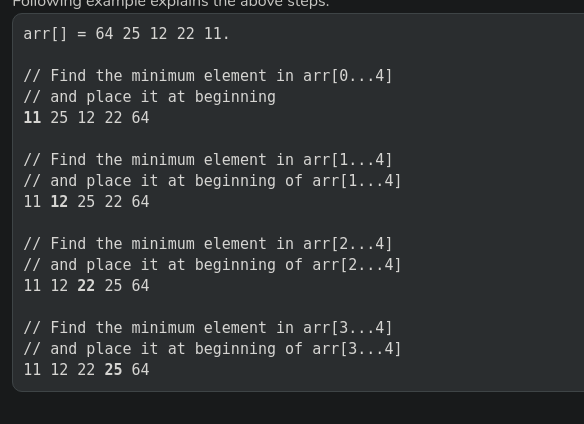 Following example explains the above steps.
arr[] = 64 25 12 22 11.
// Find the minimum element in arr[0...4]
// and place it at beginning
11 25 12 22 64
// Find the minimum element in arr[1...4]
// and place it at beginning of arr[1...4]
11 12 25 22 64
// Find the minimum element in arr[2...4]
// and place it at beginning of arr[2...4]
11 12 22 25 64
// Find the minimum element in arr[3...4]
// and place it at beginning of arr[3...4]
11 12 22 25 64